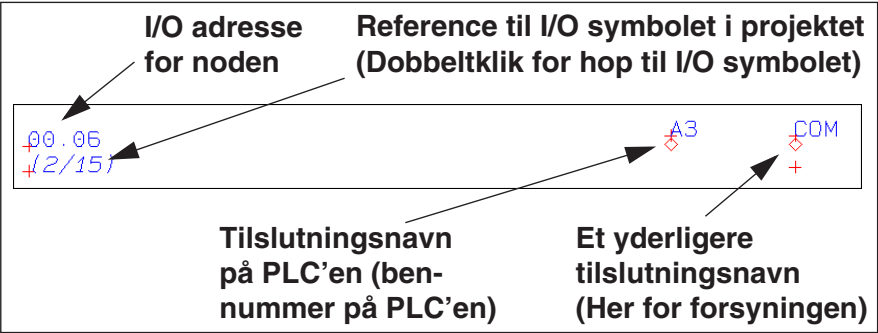 I/O adresse
for noden
Reference til I/O symbolet i projektet
(Dobbeltklik for hop til I/O symbolet)
00.06
(2/15)
A3
COM
Tilslutningsnavn
på PLC'en (ben-
nummer på PLC'en)
Et yderligere
tilslutningsnavn
(Her for forsyningen)